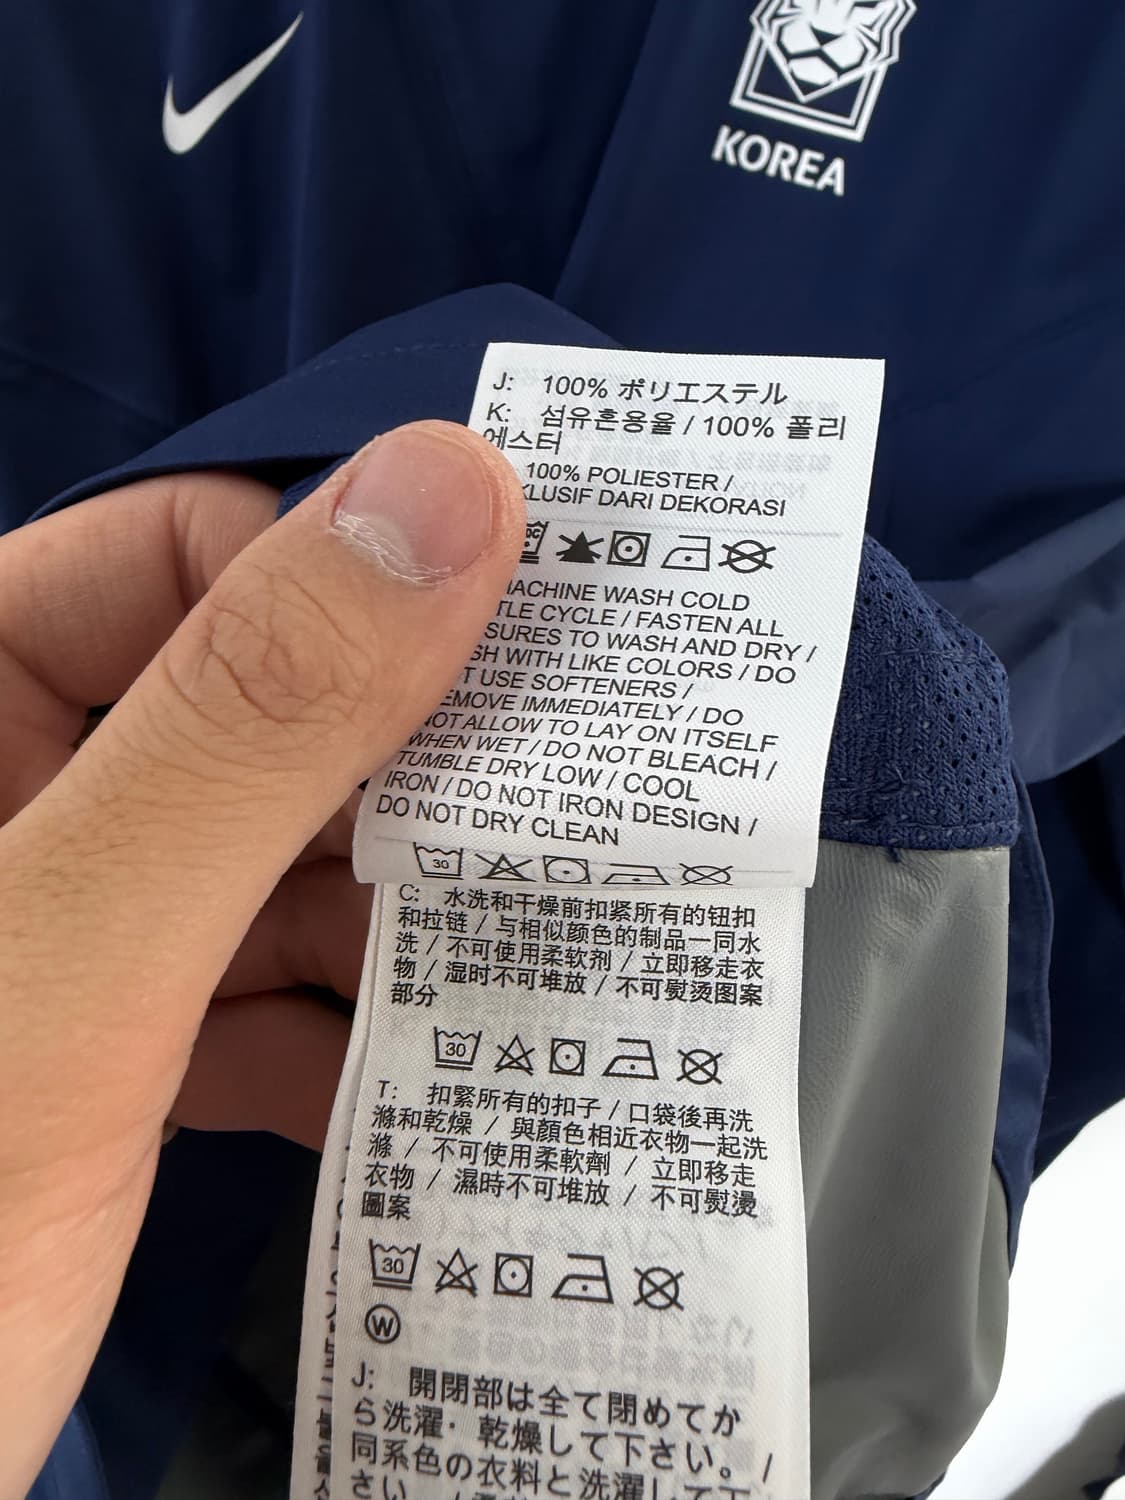 KOREA
J: 100% ポリエステル
K: 섬유혼용율 / 100% 폴리
에스터
100% POLIESTER /
KLUSIF DARI DEKORASI
MACHINE WASH COLD
TLE CYCLE / FASTEN ALL
SURES TO WASH AND DRY /
SH WITH LIKE COLORS / DO
T USE SOFTENERS /
EMOVE IMMEDIATELY / DO
NOT ALLOW TO LAY ON ITSELF
WHEN WET / DO NOT BLEACH /
TUMBLE DRY LOW / COOL
IRON / DO NOT IRON DESIGN /
DO NOT DRY CLEAN
30
C: 水洗和干燥前扣紧所有的钮扣
和拉链 / 与相似颜色的制品一同水
洗 / 不可使用柔软剂 / 立即移走衣
物 / 湿时不可堆放 / 不可熨烫图案
部分
30
T: 扣緊所有的扣子 / 口袋後再洗
滌和乾燥 / 與顏色相近衣物一起洗
滌 / 不可使用柔軟劑 / 立即移走
衣物 / 濕時不可堆放 / 不可熨燙
圖案
30
W
J: 開閉部は全て閉めてか
ら洗濯・乾燥して下さい。 /
同系色の衣料と洗濯して下
さい。